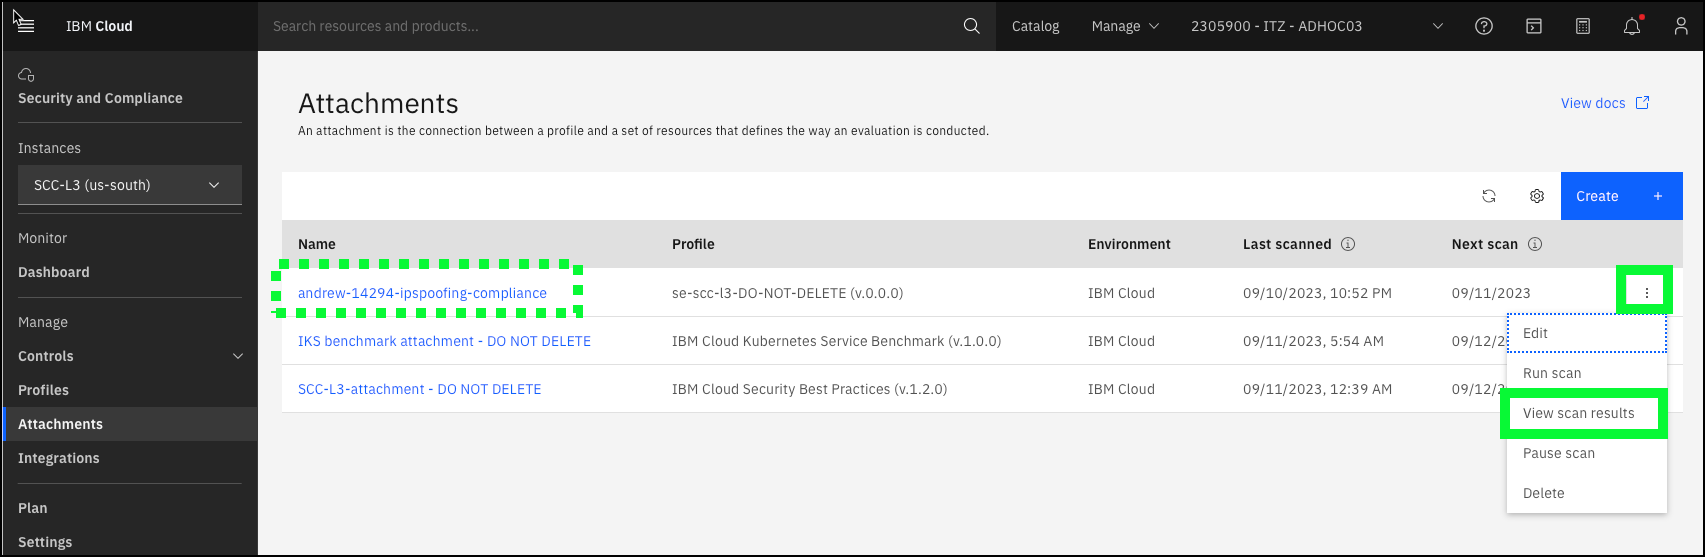 IBM Cloud
Search resources and products...
Catalog
Manage
2305900 - ITZ - ADHOC03
Security and Compliance
Instances
SCC-L3 (us-south)
Monitor
Dashboard
Manage
Controls
Profiles
Attachments
Integrations
Plan
Settings
Attachments
View docs
An attachment is the connection between a profile and a set of resources that defines the way an evaluation is conducted.
Create +
Name Profile Environment Last scanned Next scan
andrew-14294-ipspoofing-compliance se-scc-l3-DO-NOT-DELETE (v.0.0.0) IBM Cloud 09/10/2023, 10:52 PM 09/11/2023
IKS benchmark attachment - DO NOT DELETE IBM Cloud Kubernetes Service Benchmark (v.1.0.0) IBM Cloud 09/11/2023, 5:54 AM 09/12/2
SCC-L3-attachment - DO NOT DELETE IBM Cloud Security Best Practices (v.1.2.0) IBM Cloud 09/11/2023, 12:39 AM 09/12/2
Edit
Run scan
View scan results
Pause scan
Delete